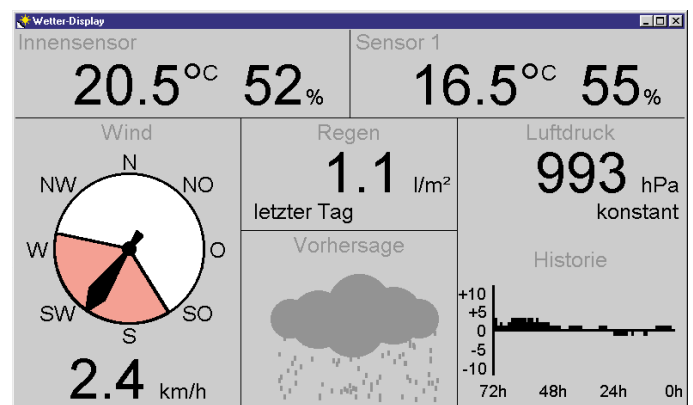 Wetter-Display
Innensensor
20.5°C 52%
Sensor 1
16.5°C 55%
Wind
N
NW NO
W O
SW SO
S
2.4 km/h
Regen
1.1 l/m²
letzter Tag
Vorhersage
Luftdruck
993 hPa
konstant
Historie
+10
+5
0
-5
-10
72h 48h 24h 0h